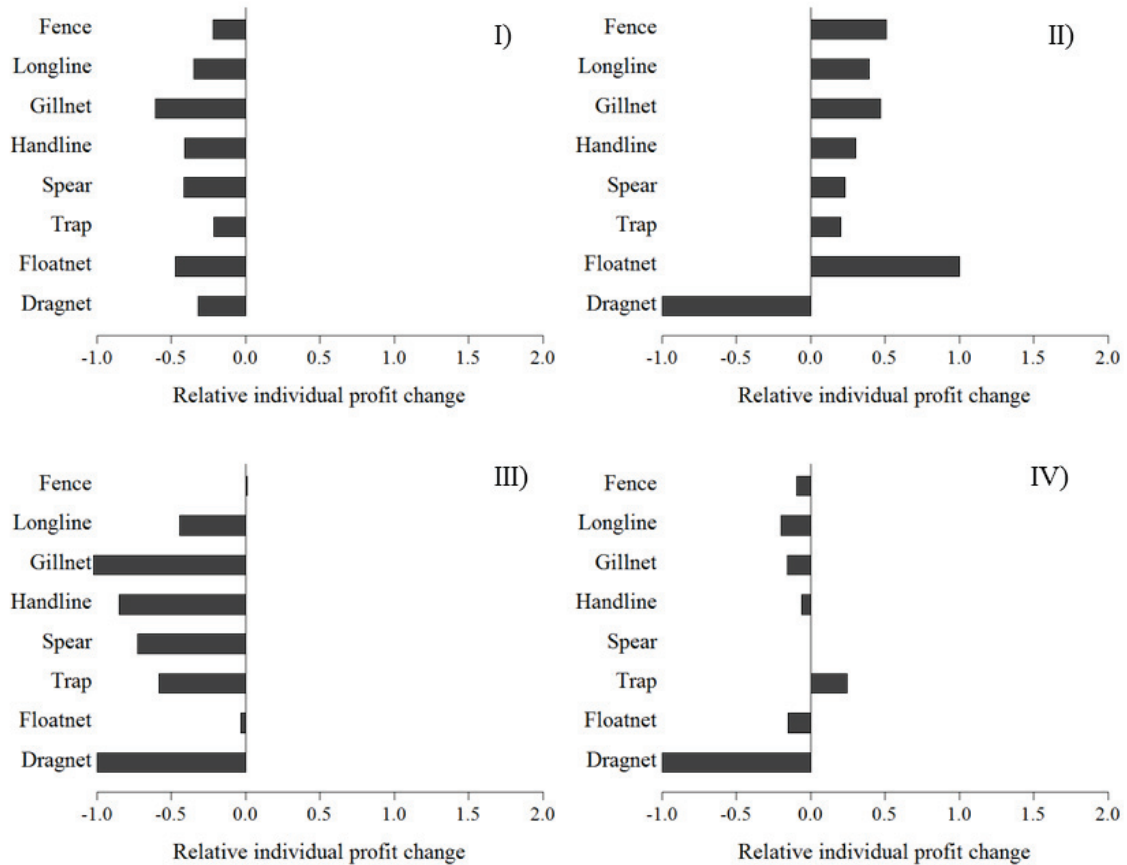 I)
Fence
Longline
Gillnet
Handline
Spear
Trap
Floatnet
Dragnet
-1.0 -0.5 0.0 0.5 1.0 1.5 2.0
Relative individual profit change
II)
Fence
Longline
Gillnet
Handline
Spear
Trap
Floatnet
Dragnet
-1.0 -0.5 0.0 0.5 1.0 1.5 2.0
Relative individual profit change
III)
Fence
Longline
Gillnet
Handline
Spear
Trap
Floatnet
Dragnet
-1.0 -0.5 0.0 0.5 1.0 1.5 2.0
Relative individual profit change
IV)
Fence
Longline
Gillnet
Handline
Spear
Trap
Floatnet
Dragnet
-1.0 -0.5 0.0 0.5 1.0 1.5 2.0
Relative individual profit change